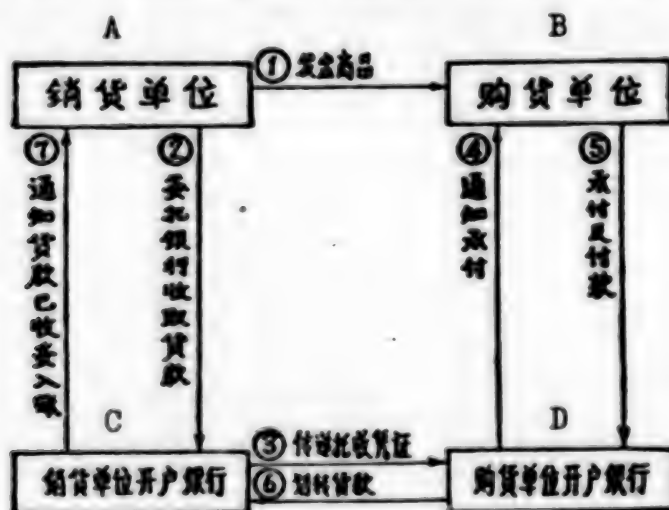 A
B
销货单位
① 发出商品
购货单位
⑦ 通知货款已收妥入账
② 委托银行收取货款
④ 通知承付
⑤ 承付及付款
C
D
销货单位开户银行
③ 传递托收凭证
⑥ 划转货款
购货单位开户银行